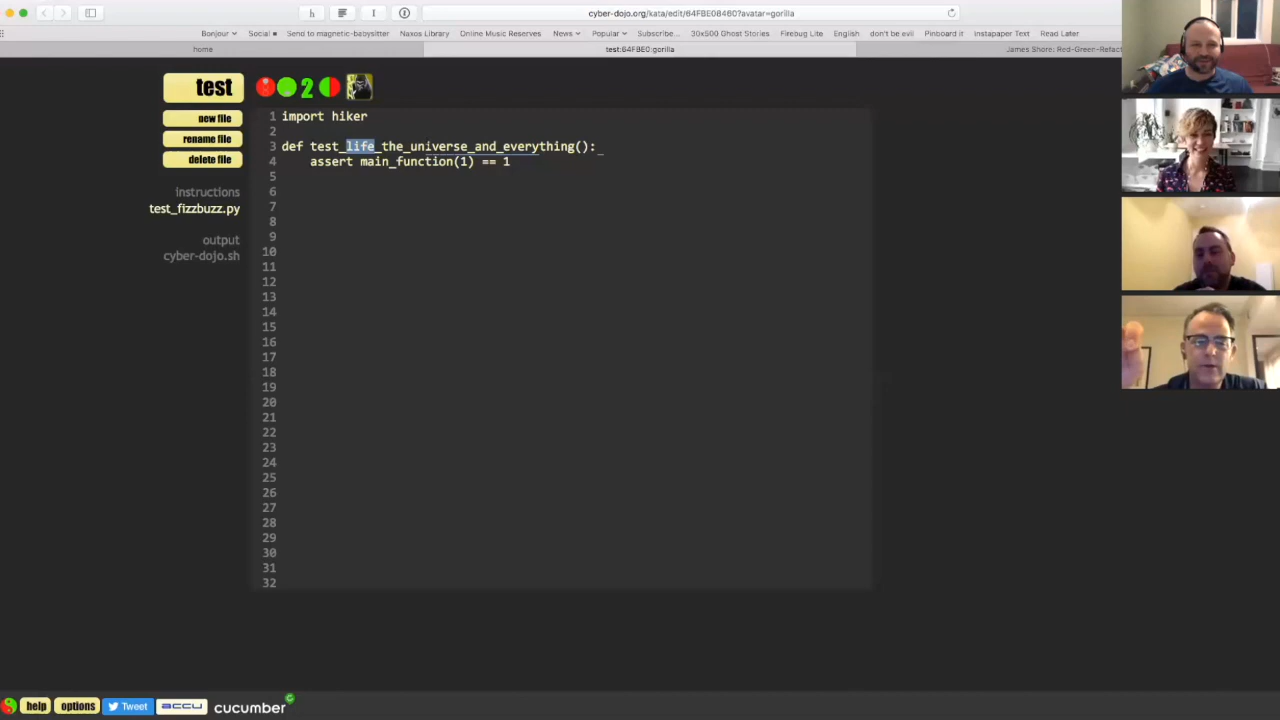 cyber-dojo.org/kata/edit/64FBE08460?avatar=gorilla
Bonjour Social Send to magnetic-babysitter Naxos Library Online Music Reserves News Popular Subscribe... 30x500 Ghost Stories Firebug Lite English don't be evil Pinboard it Instapaper Text Read Later
home test:64FBE0:gorilla James Shore: Red-Green-Refact
test 2
new file
rename file
delete file
instructions
test_fizzbuzz.py
output
cyber-dojo.sh
1 import hiker
2
3 def test_life_the_universe_and_everything():
4 assert main_function(1) == 1
5
6
7
8
9
10
11
12
13
14
15
16
17
18
19
20
21
22
23
24
25
26
27
28
29
30
31
32
help options Tweet accu cucumber